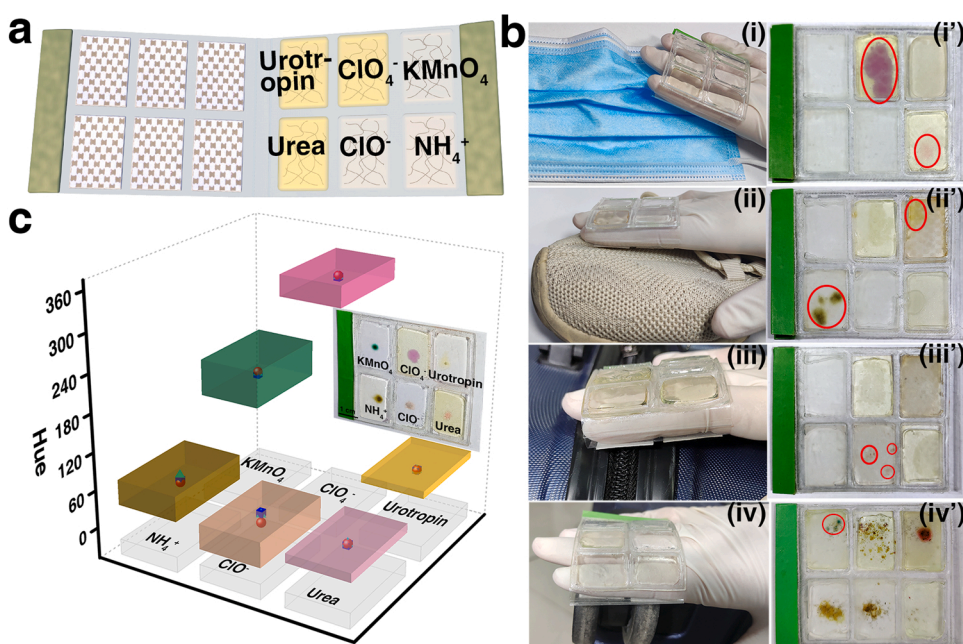 a
Urotr-
opin
ClO₄⁻
KMnO₄
Urea
ClO⁻
NH₄⁺
b
(i)
(i')
(ii)
(ii')
(iii)
(iii')
(iv)
(iv')
c
Hue
360
300
240
180
120
60
0
KMnO₄
ClO₄⁻
Urotropin
NH₄⁺
ClO⁻
Urea
KMnO₄
ClO₄⁻
Urotropin
NH₄⁺
ClO⁻
Urea